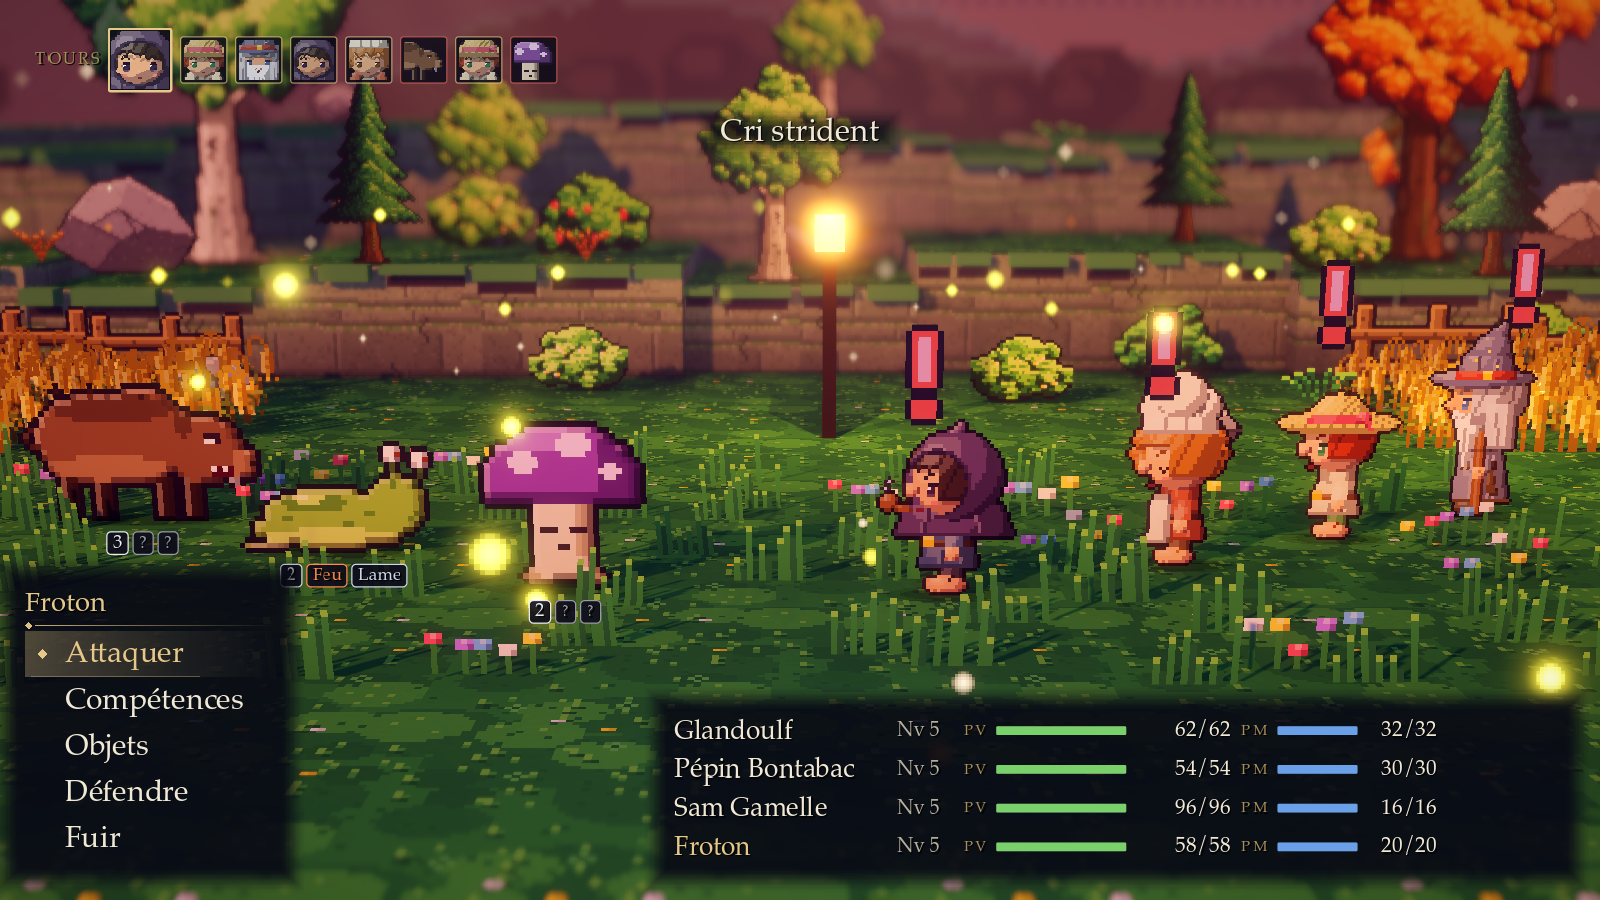 TOURS
Cri strident
3 ? ?
2 Feu Lame
2 ? ?
Froton
Attaquer
Compétences
Objets
Défendre
Fuir
Glandoulf Nv 5 PV 62/62 PM 32/32
Pépin Bontabac Nv 5 PV 54/54 PM 30/30
Sam Gamelle Nv 5 PV 96/96 PM 16/16
Froton Nv 5 PV 58/58 PM 20/20